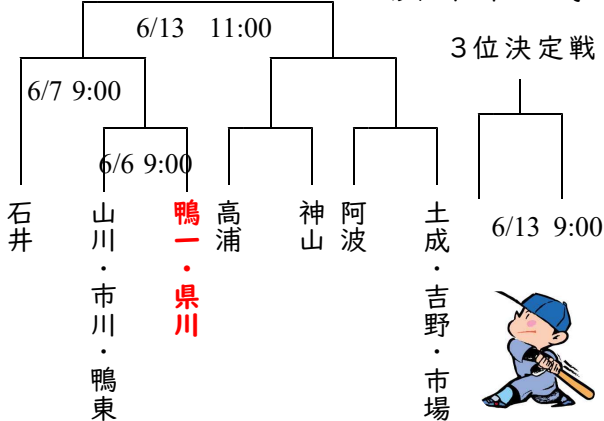 6/13 11:00
3位決定戦
6/7 9:00
6/6 9:00
石井
山川・市川・鴨東
鴨一・県川
高浦
神山
阿波
土成・吉野・市場
6/13 9:00